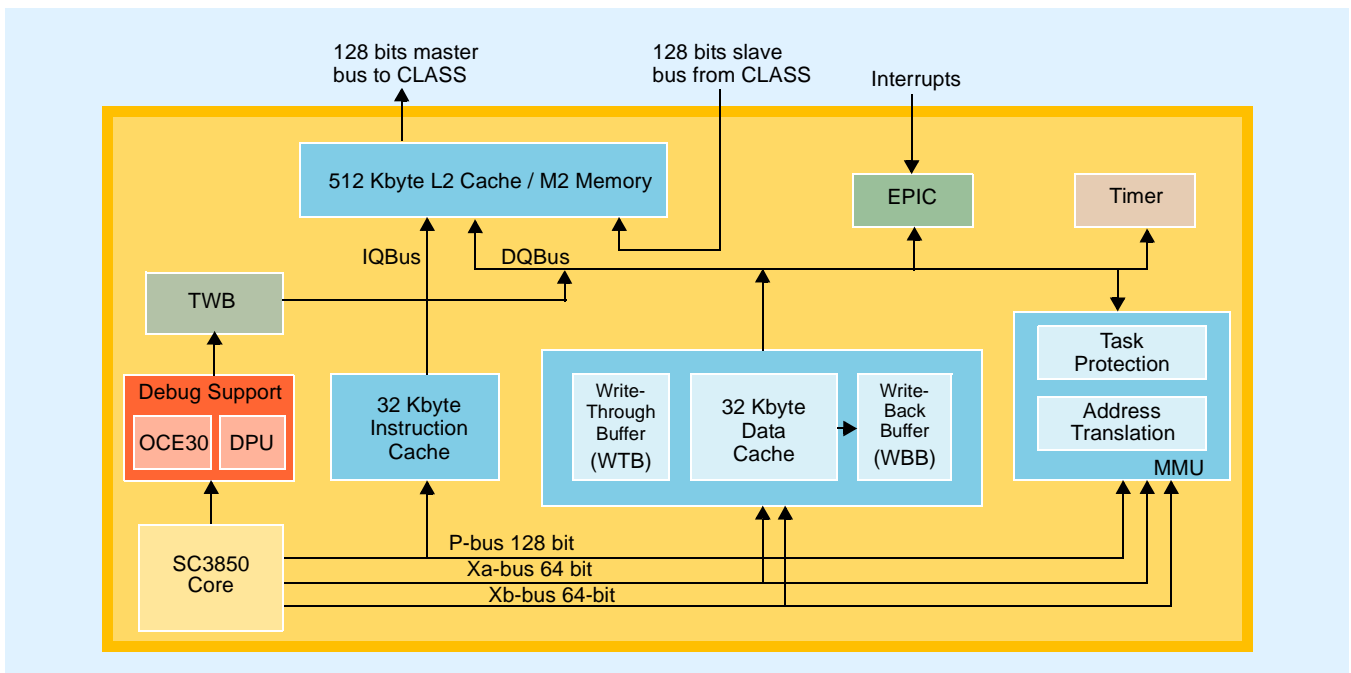 128 bits master
bus to CLASS
128 bits slave
bus from CLASS
Interrupts
512 Kbyte L2 Cache / M2 Memory
EPIC
Timer
IQBus
DQBus
TWB
Task
Protection
Address
Translation
MMU
Debug Support
OCE30
DPU
32 Kbyte
Instruction
Cache
Write-
Through
Buffer
(WTB)
32 Kbyte
Data
Cache
Write-
Back
Buffer
(WBB)
SC3850
Core
P-bus 128 bit
Xa-bus 64 bit
Xb-bus 64-bit